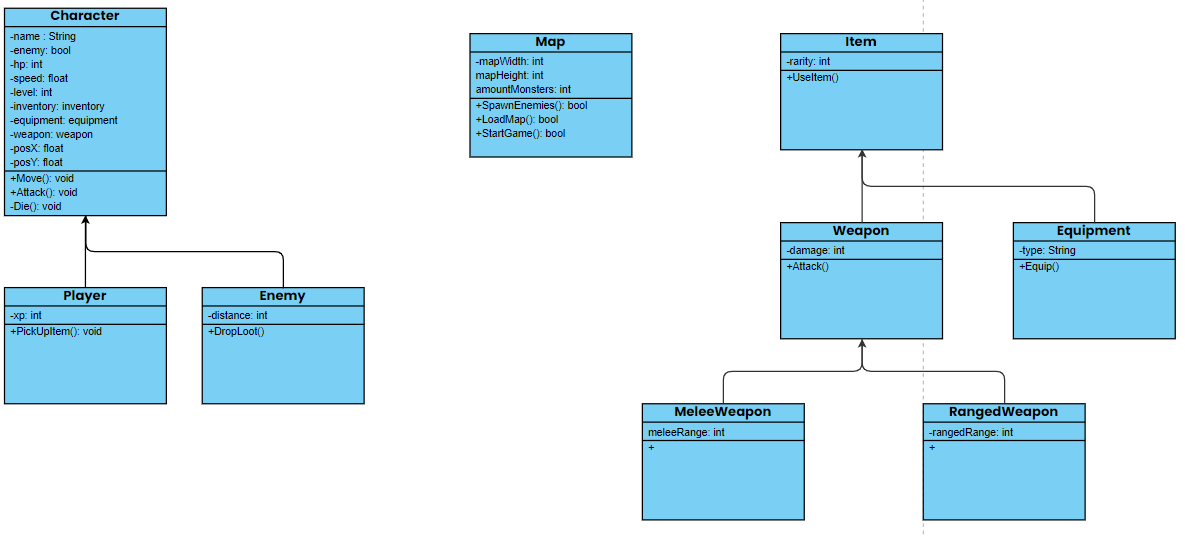 Character
-name : String
-enemy: bool
-hp: int
-speed: float
-level: int
-inventory: inventory
-equipment: equipment
-weapon: weapon
-posX: float
-posY: float
+Move(): void
+Attack(): void
-Die(): void
Player
-xp: int
+PickUpItem(): void
Enemy
-distance: int
+DropLoot()
Map
-mapWidth: int
mapHeight: int
amountMonsters: int
+SpawnEnemies(): bool
+LoadMap(): bool
+StartGame(): bool
Item
-rarity: int
+UseItem()
Weapon
-damage: int
+Attack()
Equipment
-type: String
+Equip()
MeleeWeapon
meleeRange: int
+
RangedWeapon
-rangedRange: int
+